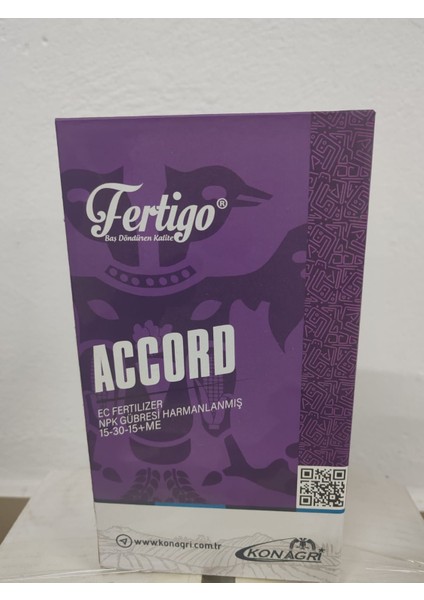 Fertigo®
Baş Döndüren Kalite
ACCORD
EC FERTILIZER
NPK GÜBRESİ HARMANLANMIŞ
15-30-15+ME
www.konagri.com.tr
KONAGRI